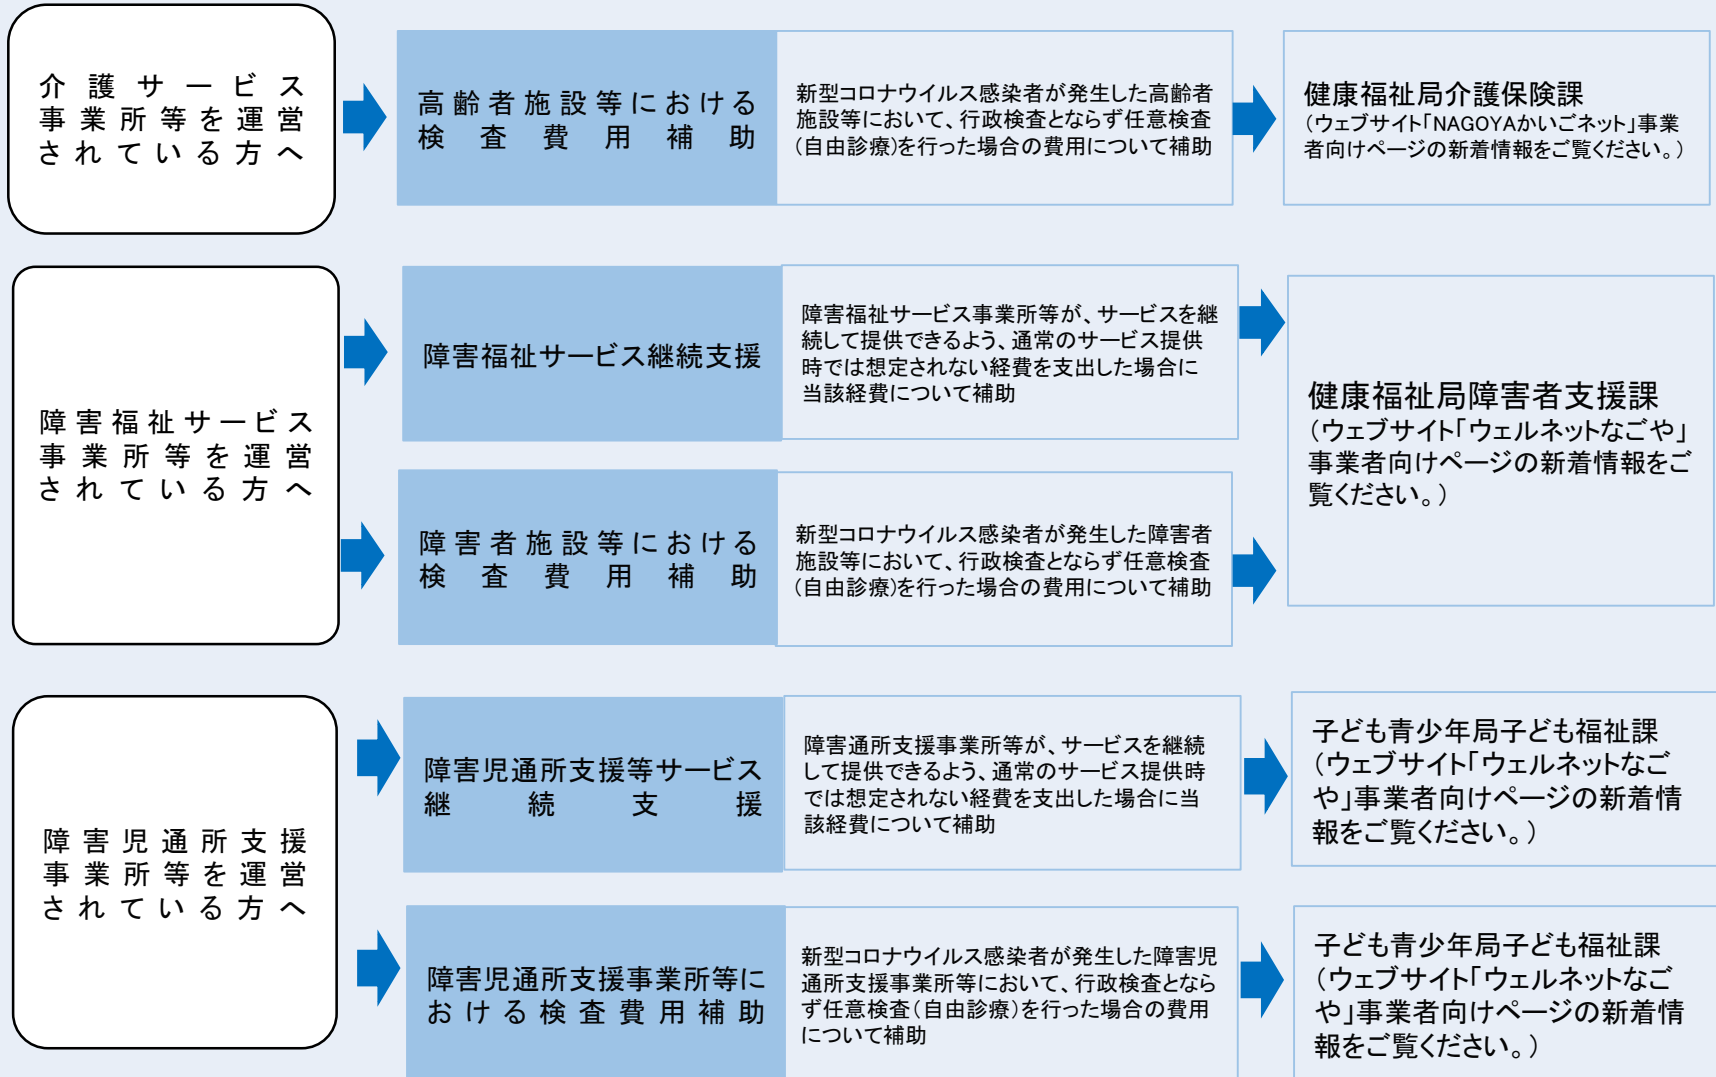 介護サービス
事業所等を運営
されている方へ
高齢者施設等における
検査費用補助
新型コロナウイルス感染者が発生した高齢者
施設等において、行政検査とならず任意検査
(自由診療)を行った場合の費用について補助
健康福祉局介護保険課
(ウェブサイト「NAGOYAかいごネット」事業
者向けページの新着情報をご覧ください。)
障害福祉サービス
事業所等を運営
されている方へ
障害福祉サービス継続支援
障害福祉サービス事業所等が、サービスを継
続して提供できるよう、通常のサービス提供
時では想定されない経費を支出した場合に
当該経費について補助
障害者施設等における
検査費用補助
新型コロナウイルス感染者が発生した障害者
施設等において、行政検査とならず任意検査
(自由診療)を行った場合の費用について補助
健康福祉局障害者支援課
(ウェブサイト「ウェルネットなごや」
事業者向けページの新着情報をご
覧ください。)
障害児通所支援
事業所等を運営
されている方へ
障害児通所支援等サービス
継続支援
障害通所支援事業所等が、サービスを継続
して提供できるよう、通常のサービス提供時
では想定されない経費を支出した場合に当
該経費について補助
子ども青少年局子ども福祉課
(ウェブサイト「ウェルネットなご
や」事業者向けページの新着情
報をご覧ください。)
障害児通所支援事業所等に
おける検査費用補助
新型コロナウイルス感染者が発生した障害児
通所支援事業所等において、行政検査となら
ず任意検査(自由診療)を行った場合の費用
について補助
子ども青少年局子ども福祉課
(ウェブサイト「ウェルネットなご
や」事業者向けページの新着情
報をご覧ください。)